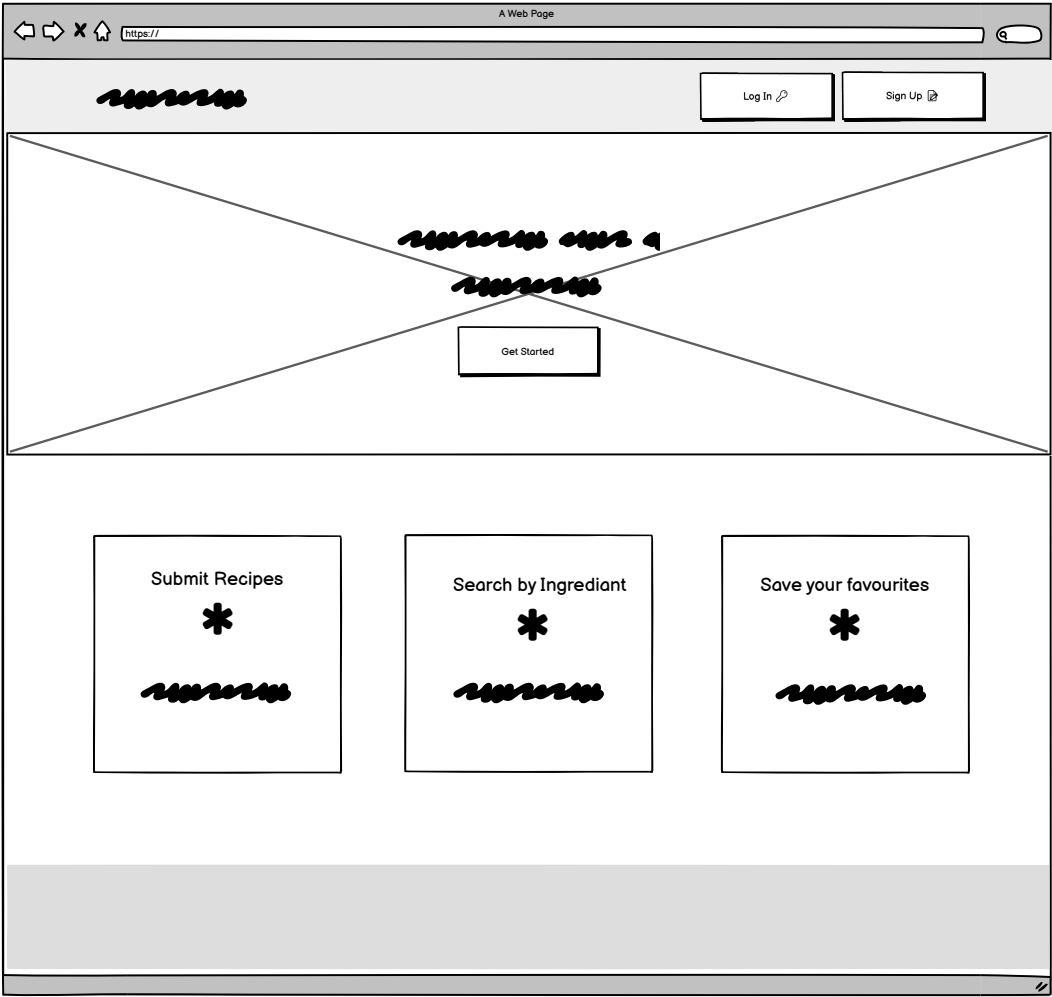 A Web Page
https://
Log In
Sign Up
Get Started
Submit Recipes
Search by Ingrediant
Save your favourites